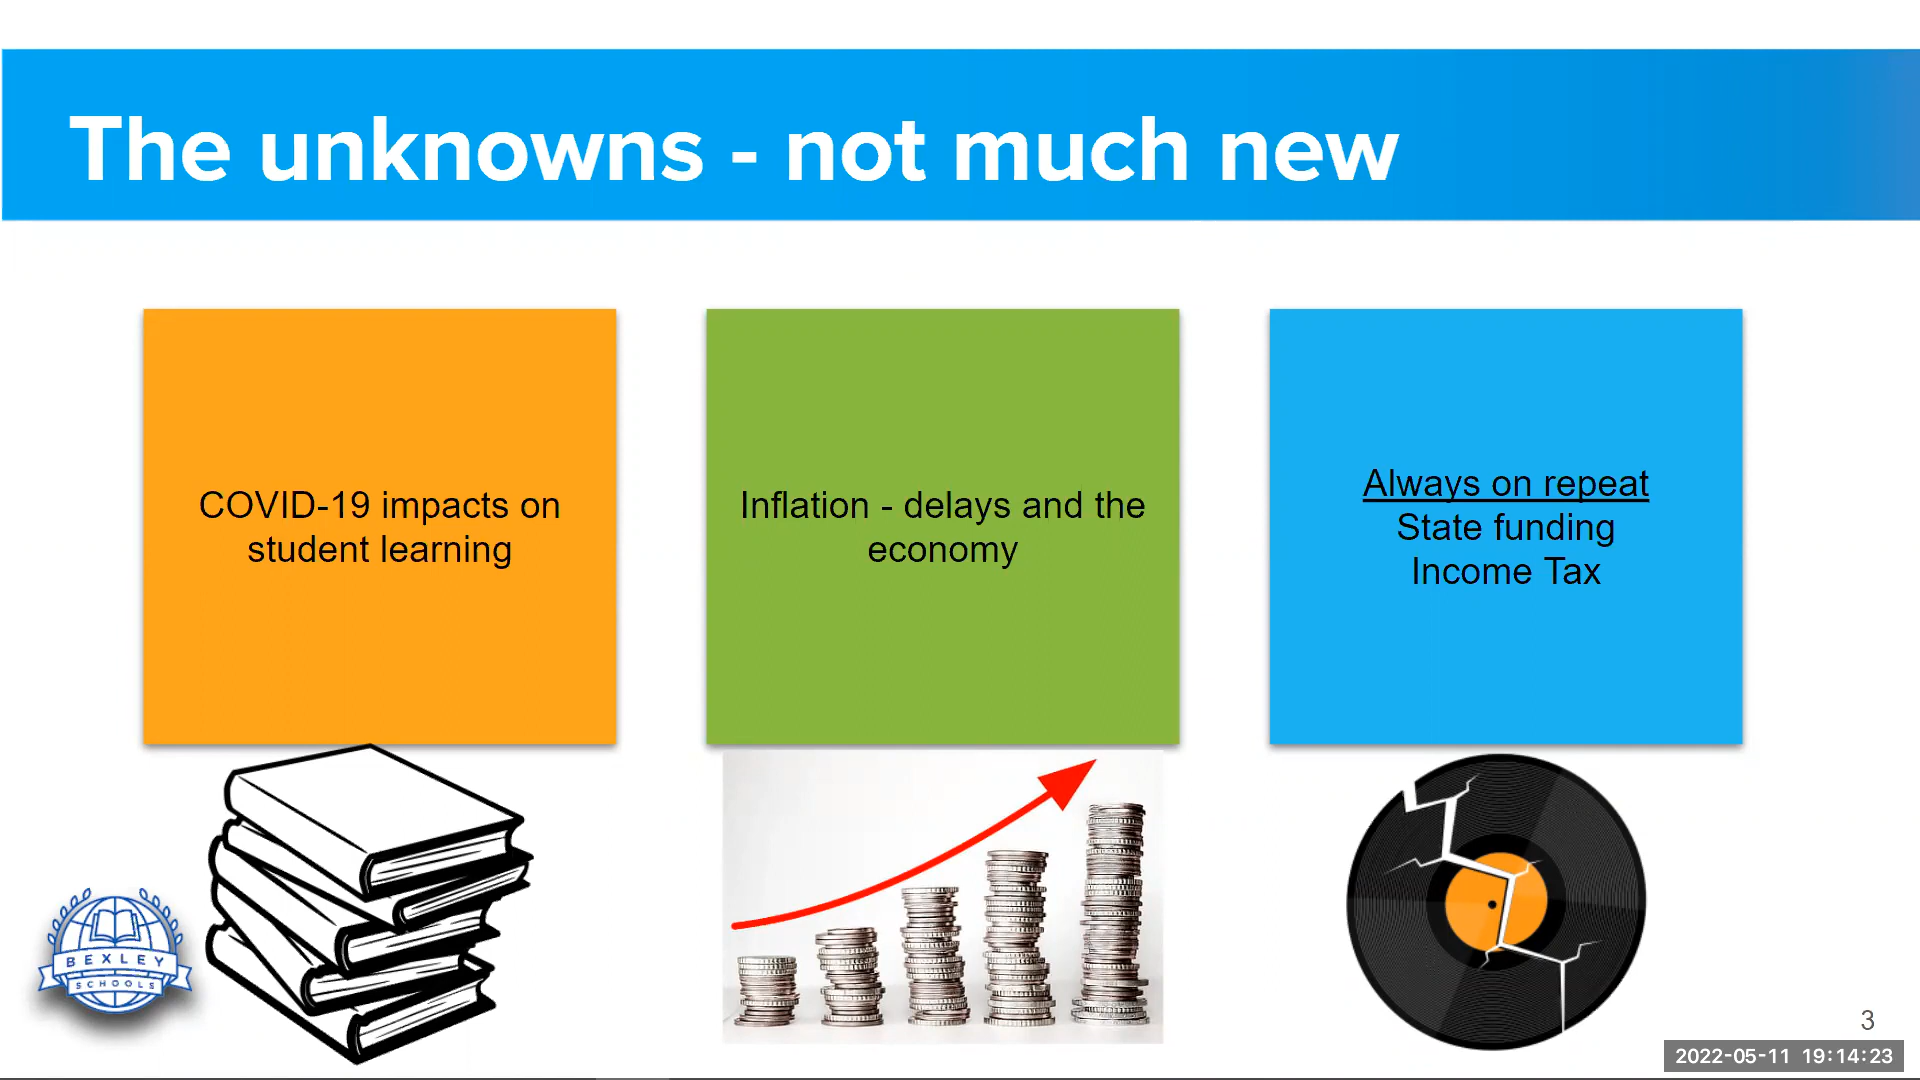 The unknowns - not much new
COVID-19 impacts on
student learning
Inflation - delays and the
economy
Always on repeat
State funding
Income Tax
BEXLEY
SCHOOLS
3
2022-05-11 19:14:23